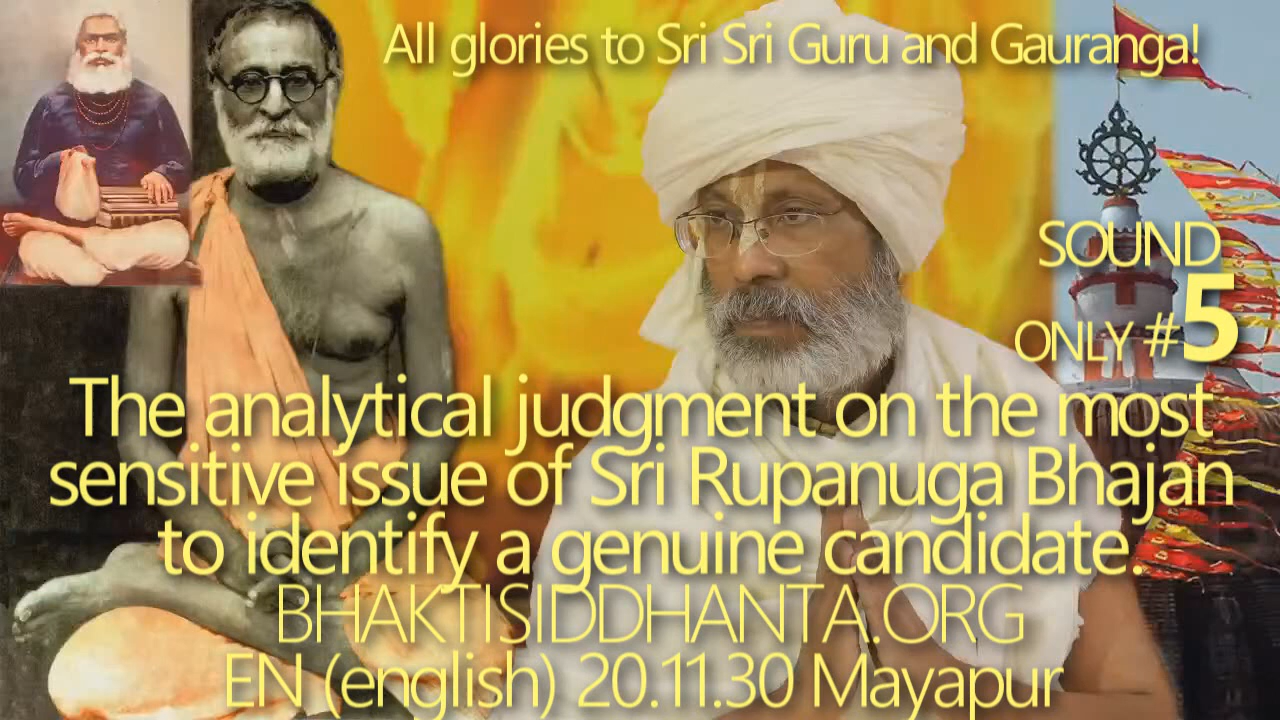 All glories to Sri Sri Guru and Gauranga!
SOUND
ONLY #5
The analytical judgment on the most
sensitive issue of Sri Rupanuga Bhajan
to identify a genuine candidate.
BHAKTISIDDHANTA.ORG
EN (english) 20.11.30 Mayapur